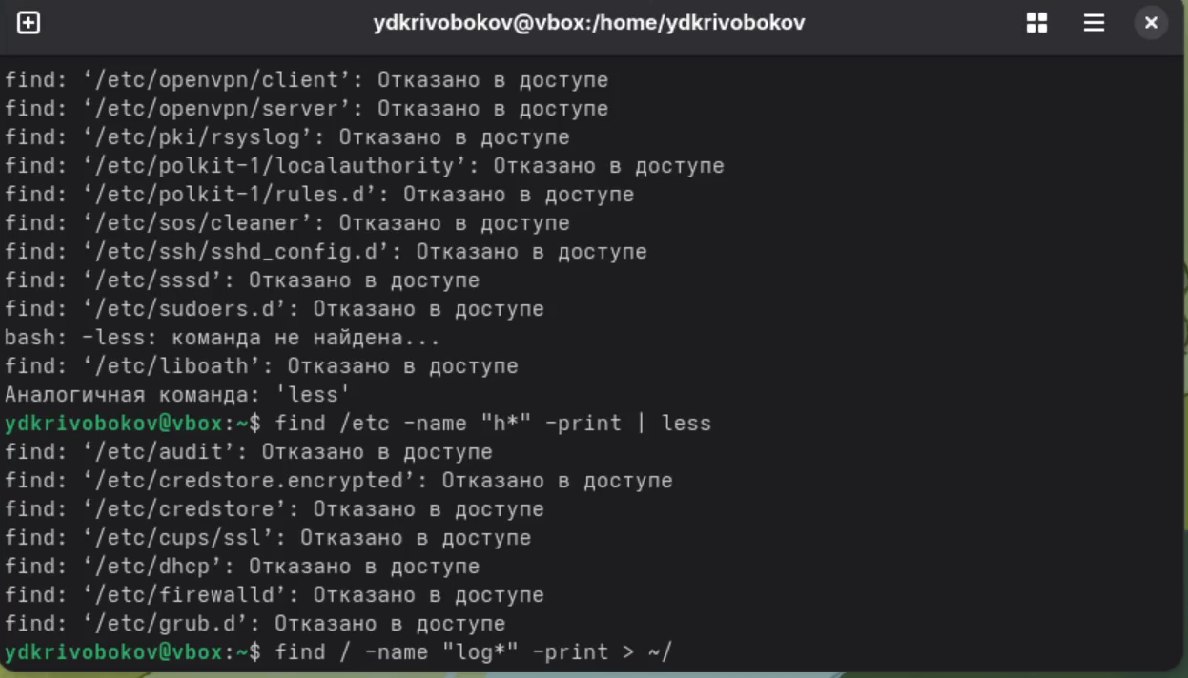 ydkrivobokov@vbox:/home/ydkrivobokov
find: ‘/etc/openvpn/client’: Отказано в доступе
find: ‘/etc/openvpn/server’: Отказано в доступе
find: ‘/etc/pki/rsyslog’: Отказано в доступе
find: ‘/etc/polkit-1/localauthority’: Отказано в доступе
find: ‘/etc/polkit-1/rules.d’: Отказано в доступе
find: ‘/etc/sos/cleaner’: Отказано в доступе
find: ‘/etc/ssh/sshd_config.d’: Отказано в доступе
find: ‘/etc/sssd’: Отказано в доступе
find: ‘/etc/sudoers.d’: Отказано в доступе
bash: -less: команда не найдена...
find: ‘/etc/liboath’: Отказано в доступе
Аналогичная команда: 'less'
ydkrivobokov@vbox:~$ find /etc -name "h*" -print | less
find: ‘/etc/audit’: Отказано в доступе
find: ‘/etc/credstore.encrypted’: Отказано в доступе
find: ‘/etc/credstore’: Отказано в доступе
find: ‘/etc/cups/ssl’: Отказано в доступе
find: ‘/etc/dhcp’: Отказано в доступе
find: ‘/etc/firewalld’: Отказано в доступе
find: ‘/etc/grub.d’: Отказано в доступе
ydkrivobokov@vbox:~$ find / -name "log*" -print > ~/